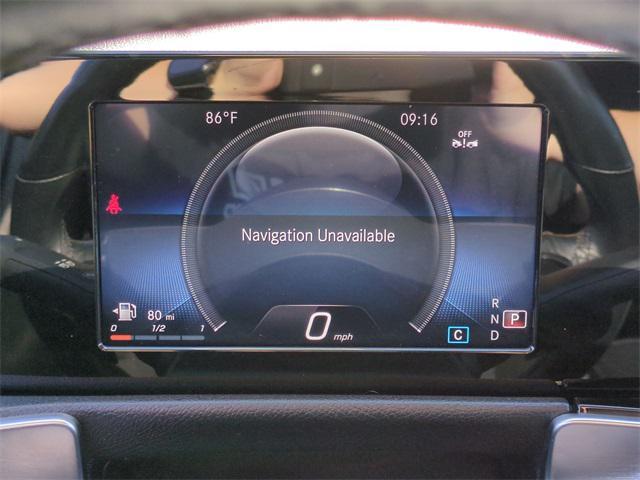 86°F
09:16
OFF
Navigation Unavailable
80 mi
0 1/2 1
0 mph
C
R
N P
D